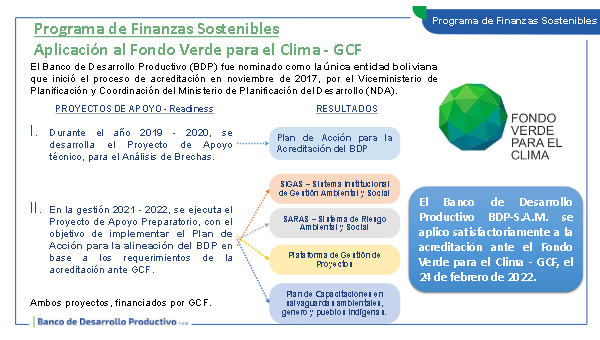 Programa de Finanzas Sostenibles
Programa de Finanzas Sostenibles
Aplicación al Fondo Verde para el Clima - GCF
El Banco de Desarrollo Productivo (BDP) fue nominado como la única entidad boliviana
que inició el proceso de acreditación en noviembre de 2017, por el Viceministerio de
Planificación y Coordinación del Ministerio de Planificación del Desarrollo (NDA).
PROYECTOS DE APOYO - Readiness
I. Durante el año 2019 - 2020, se
desarrolla el Proyecto de Apoyo
técnico, para el Análisis de Brechas.
II. En la gestión 2021 - 2022, se ejecuta el
Proyecto de Apoyo Preparatorio, con el
objetivo de implementar el Plan de
Acción para la alineación del BDP en
base a los requerimientos de la
acreditación ante GCF.
Ambos proyectos, financiados por GCF.
RESULTADOS
Plan de Acción para la
Acreditación del BDP
SIGAS – Sistema Institucional
de Gestión Ambiental y Social
SARAS – Sistema de Riesgo
Ambiental y Social
Plataforma de Gestión de
Proyectos
Plan de Capacitaciones en
salvaguardas ambientales,
genero y pueblos indígenas.
FONDO
VERDE
PARA EL
CLIMA
El Banco de Desarrollo
Productivo BDP-S.A.M. se
aplico satisfactoriamente a la
acreditación ante el Fondo
Verde para el Clima - GCF, el
24 de febrero de 2022.
Banco de Desarrollo Productivo S.A.M.